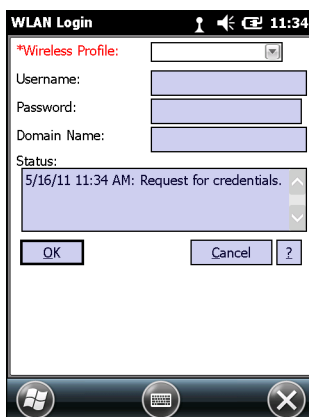 WLAN Login 11:34
*Wireless Profile:
Username:
Password:
Domain Name:
Status:
5/16/11 11:34 AM: Request for credentials.
OK Cancel ?